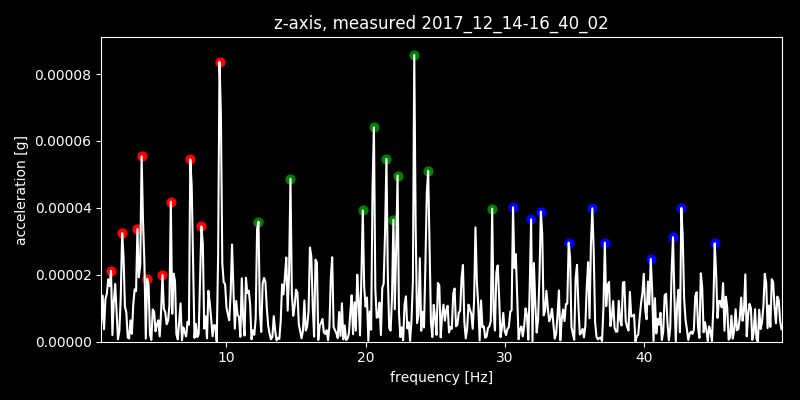 z-axis, measured 2017_12_14-16_40_02
acceleration [g]
0.00008
0.00006
0.00004
0.00002
0.00000
10 20 30 40
frequency [Hz]